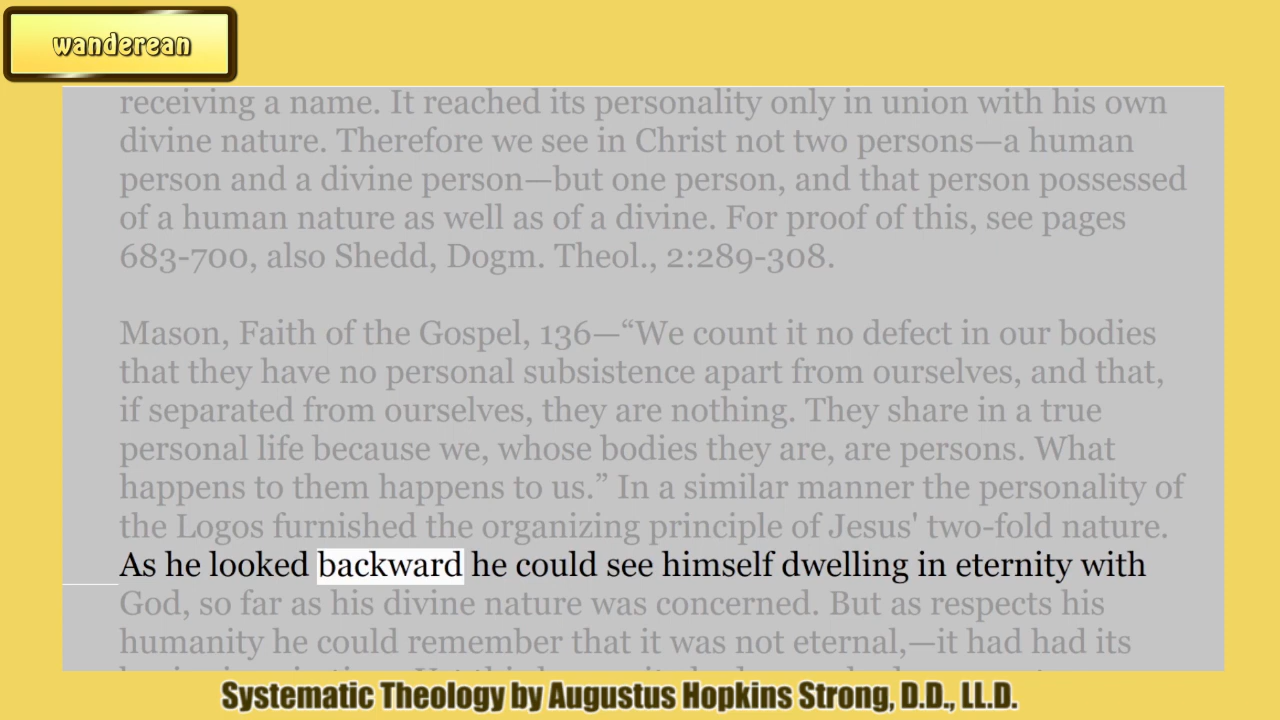 wanderean
receiving a name. It reached its personality only in union with his own
divine nature. Therefore we see in Christ not two persons—a human
person and a divine person—but one person, and that person possessed
of a human nature as well as of a divine. For proof of this, see pages
683-700, also Shedd, Dogm. Theol., 2:289-308.
Mason, Faith of the Gospel, 136—“We count it no defect in our bodies
that they have no personal subsistence apart from ourselves, and that,
if separated from ourselves, they are nothing. They share in a true
personal life because we, whose bodies they are, are persons. What
happens to them happens to us.” In a similar manner the personality of
the Logos furnished the organizing principle of Jesus' two-fold nature.
As he looked backward he could see himself dwelling in eternity with
God, so far as his divine nature was concerned. But as respects his
humanity he could remember that it was not eternal,—it had had its
Systematic Theology by Augustus Hopkins Strong, D.D., LL.D.